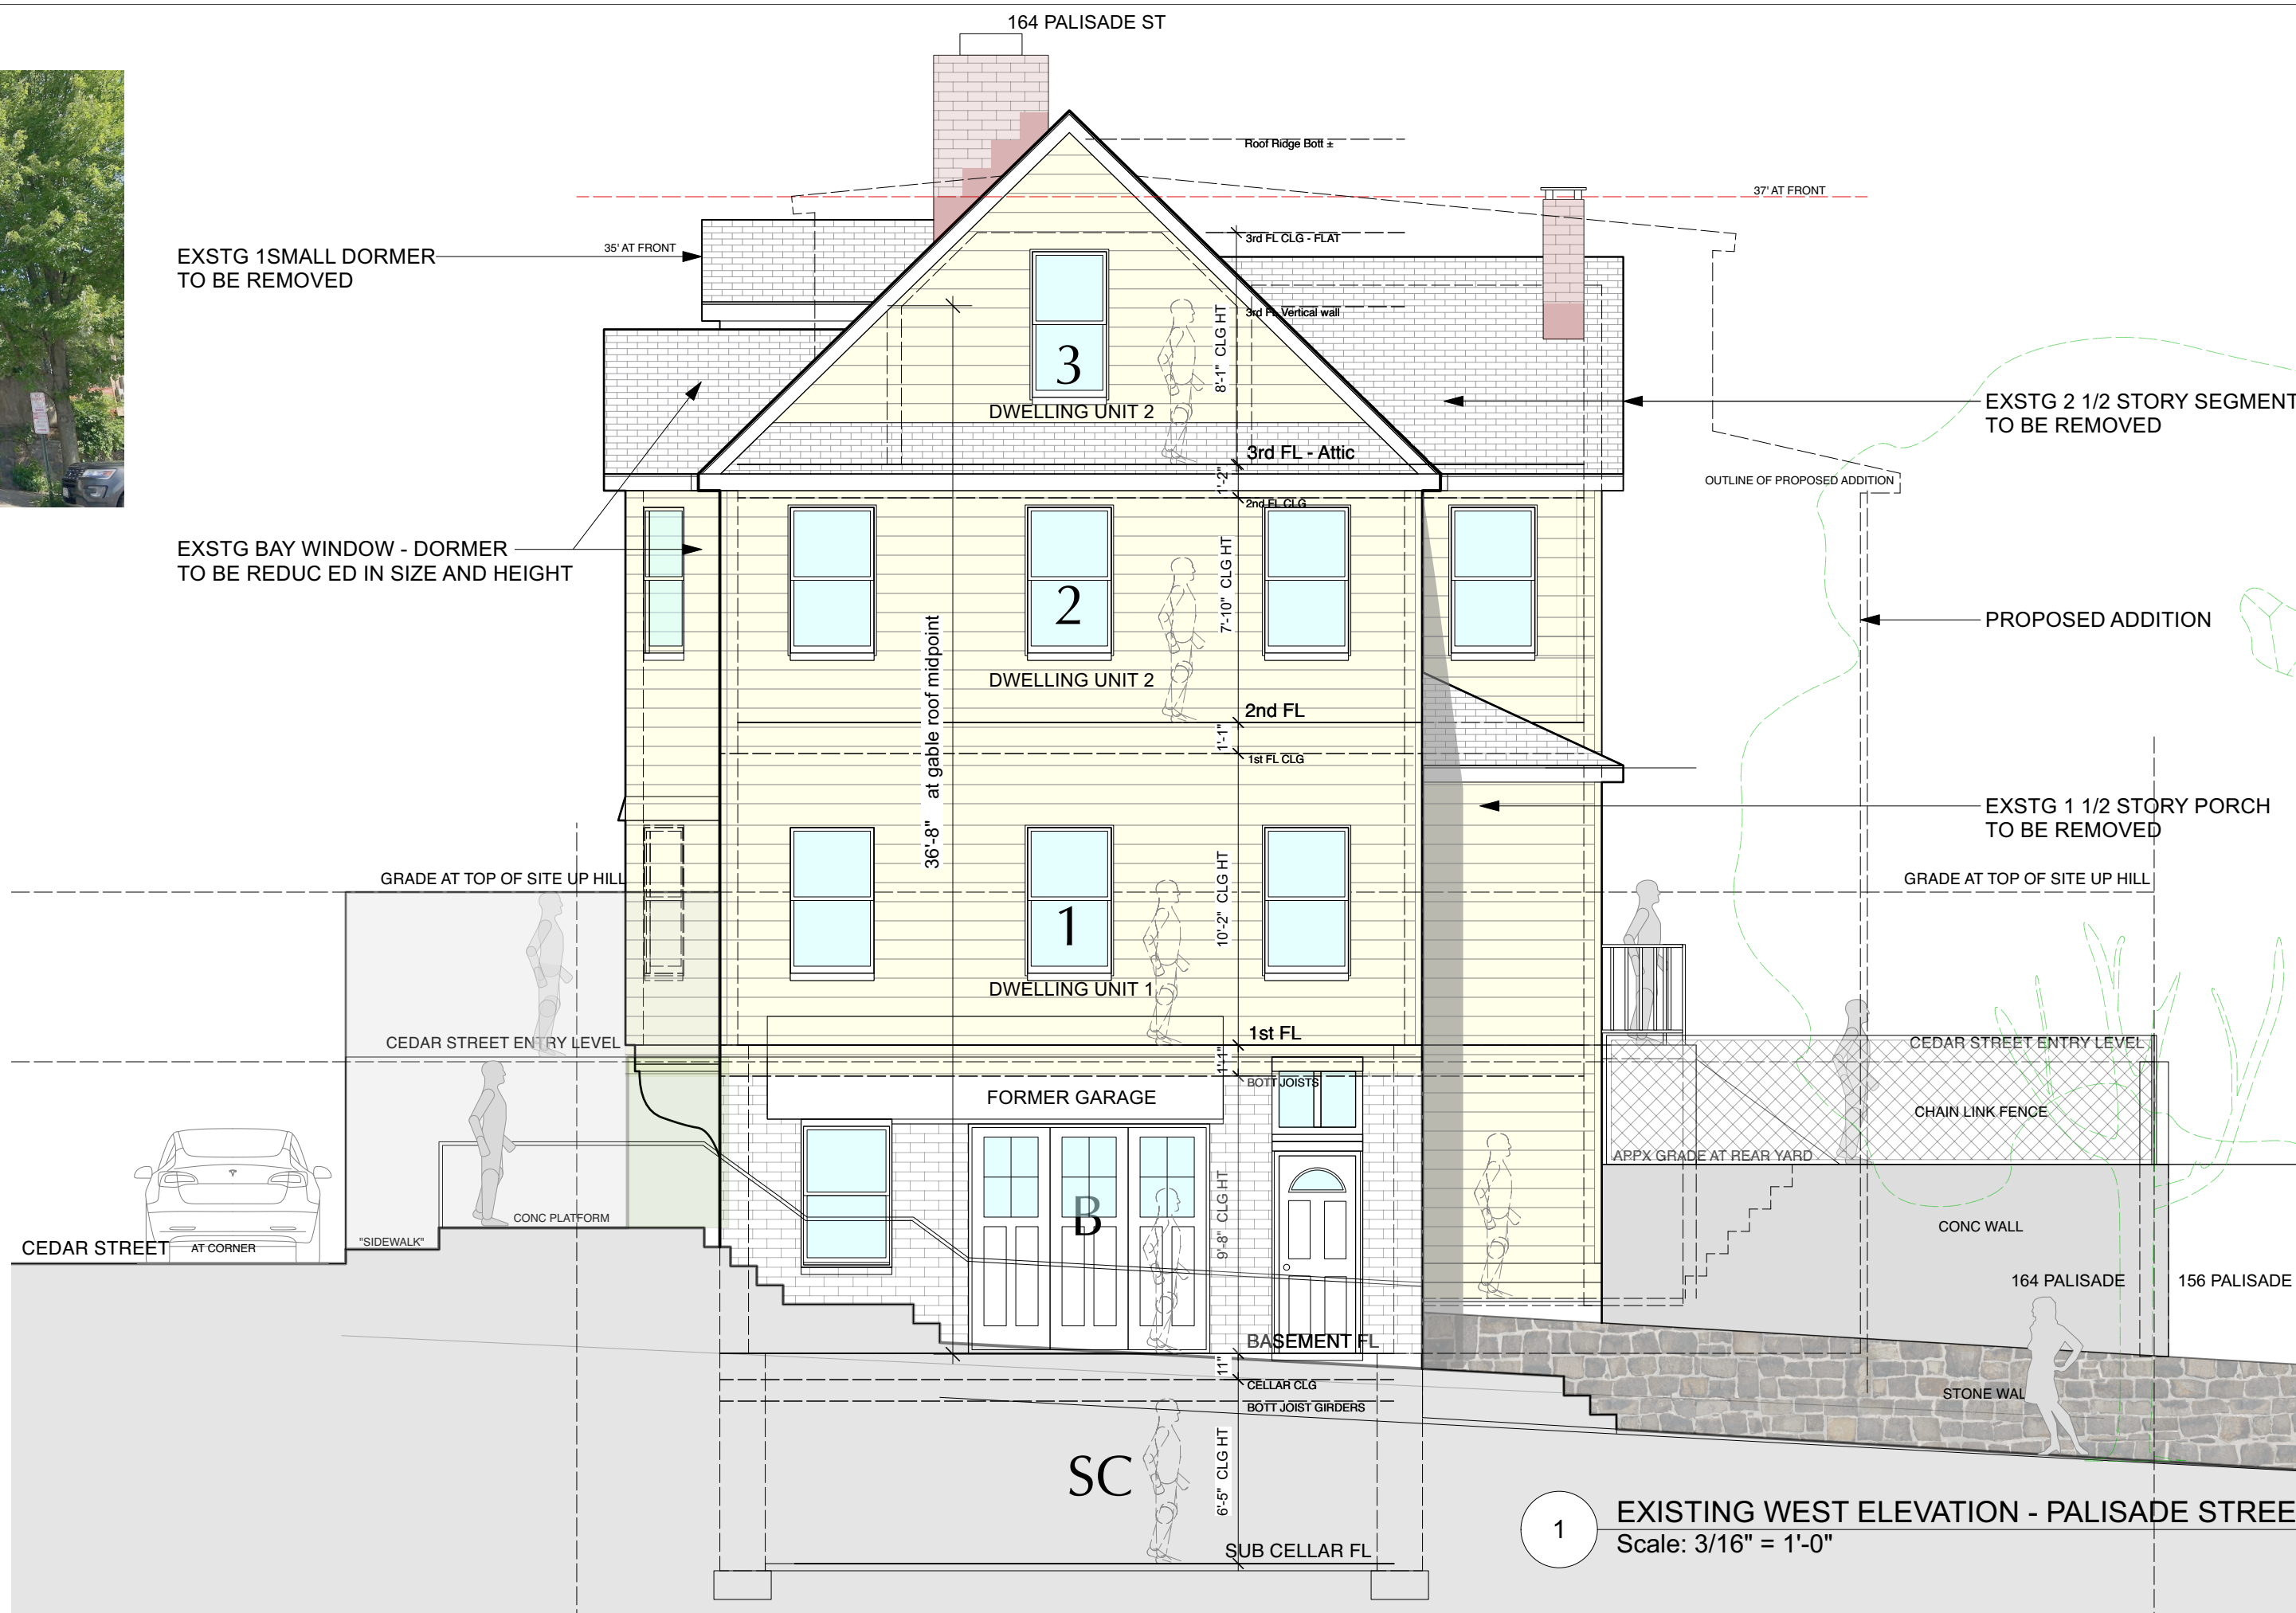 164 PALISADE ST
Roof Ridge Bott ±
37' AT FRONT
3rd FL CLG - FLAT
35' AT FRONT
EXSTG 1SMALL DORMER
TO BE REMOVED
3rd FL Vertical wall
8'-1" CLG HT
3
DWELLING UNIT 2
EXSTG 2 1/2 STORY SEGMENT
TO BE REMOVED
3rd FL - Attic
1'-2"
2nd FL CLG
OUTLINE OF PROPOSED ADDITION
EXSTG BAY WINDOW - DORMER
TO BE REDUC ED IN SIZE AND HEIGHT
7'-10" CLG HT
2
PROPOSED ADDITION
DWELLING UNIT 2
36'-8" at gable roof midpoint
2nd FL
1'-1"
1st FL CLG
EXSTG 1 1/2 STORY PORCH
TO BE REMOVED
GRADE AT TOP OF SITE UP HILL
GRADE AT TOP OF SITE UP HILL
10'-2" CLG HT
1
DWELLING UNIT 1
1st FL
CEDAR STREET ENTRY LEVEL
CEDAR STREET ENTRY LEVEL
1'-1"
BOTT JOISTS
FORMER GARAGE
CHAIN LINK FENCE
APPX GRADE AT REAR YARD
9'-8" CLG HT
B
CONC PLATFORM
CONC WALL
"SIDEWALK"
CEDAR STREET
AT CORNER
164 PALISADE
156 PALISADE
BASEMENT FL
11"
CELLAR CLG
BOTT JOIST GIRDERS
STONE WAL
6'-5" CLG HT
SC
SUB CELLAR FL
1
EXISTING WEST ELEVATION - PALISADE STREE
Scale: 3/16" = 1'-0"